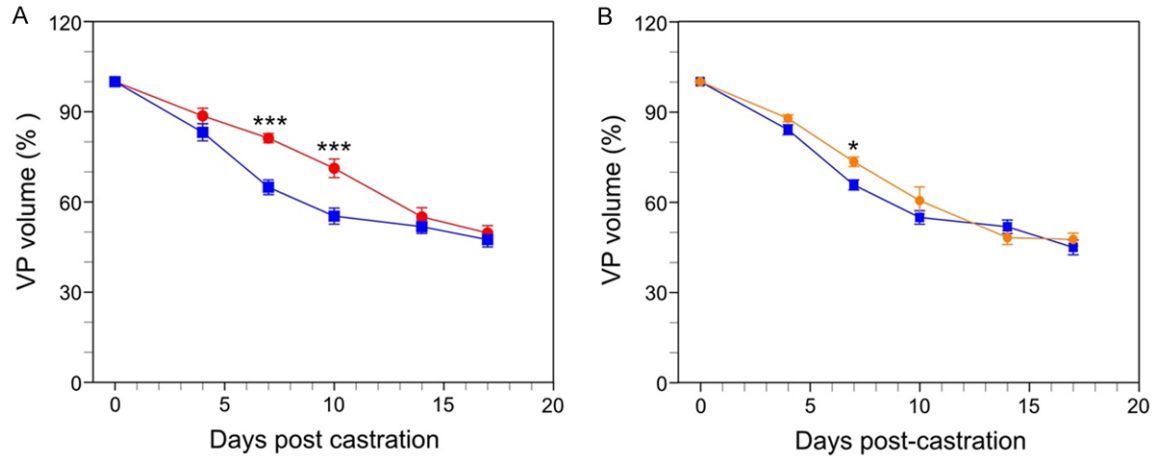 A
120
90
60
30
0
VP volume (% )
***
***
0 5 10 15 20
Days post castration
B
120
90
60
30
0
VP volume (%)
*
0 5 10 15 20
Days post-castration